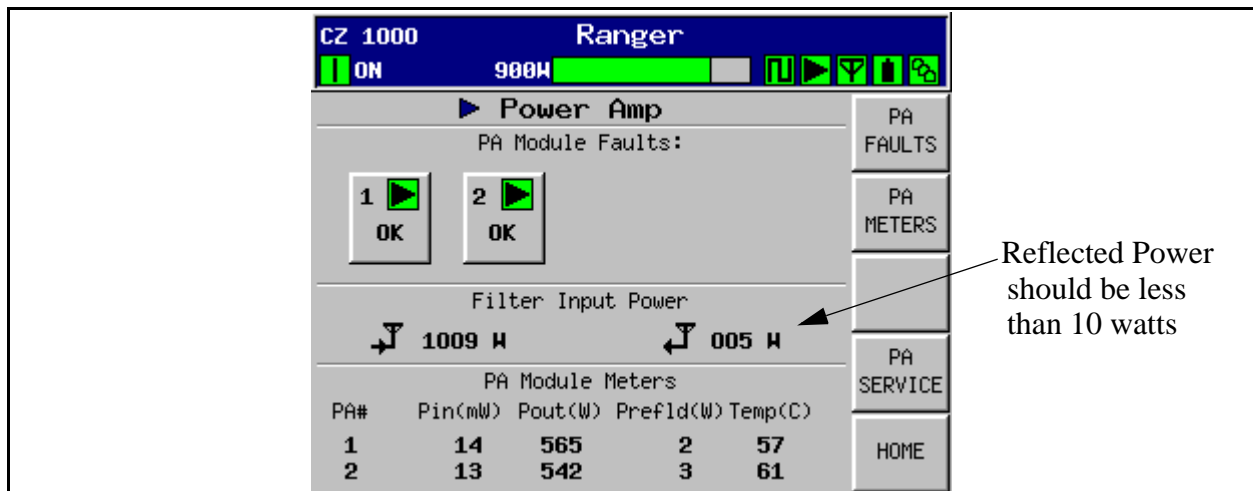 CZ 1000 Ranger
ON 900W
Power Amp
PA Module Faults:
1 2
OK OK
Filter Input Power
1009 W 005 W
PA Module Meters
PA# Pin(mW) Pout(W) Prefld(W) Temp(C)
1 14 565 2 57
2 13 542 3 61
PA
FAULTS
PA
METERS
PA
SERVICE
HOME
Reflected Power
should be less
than 10 watts